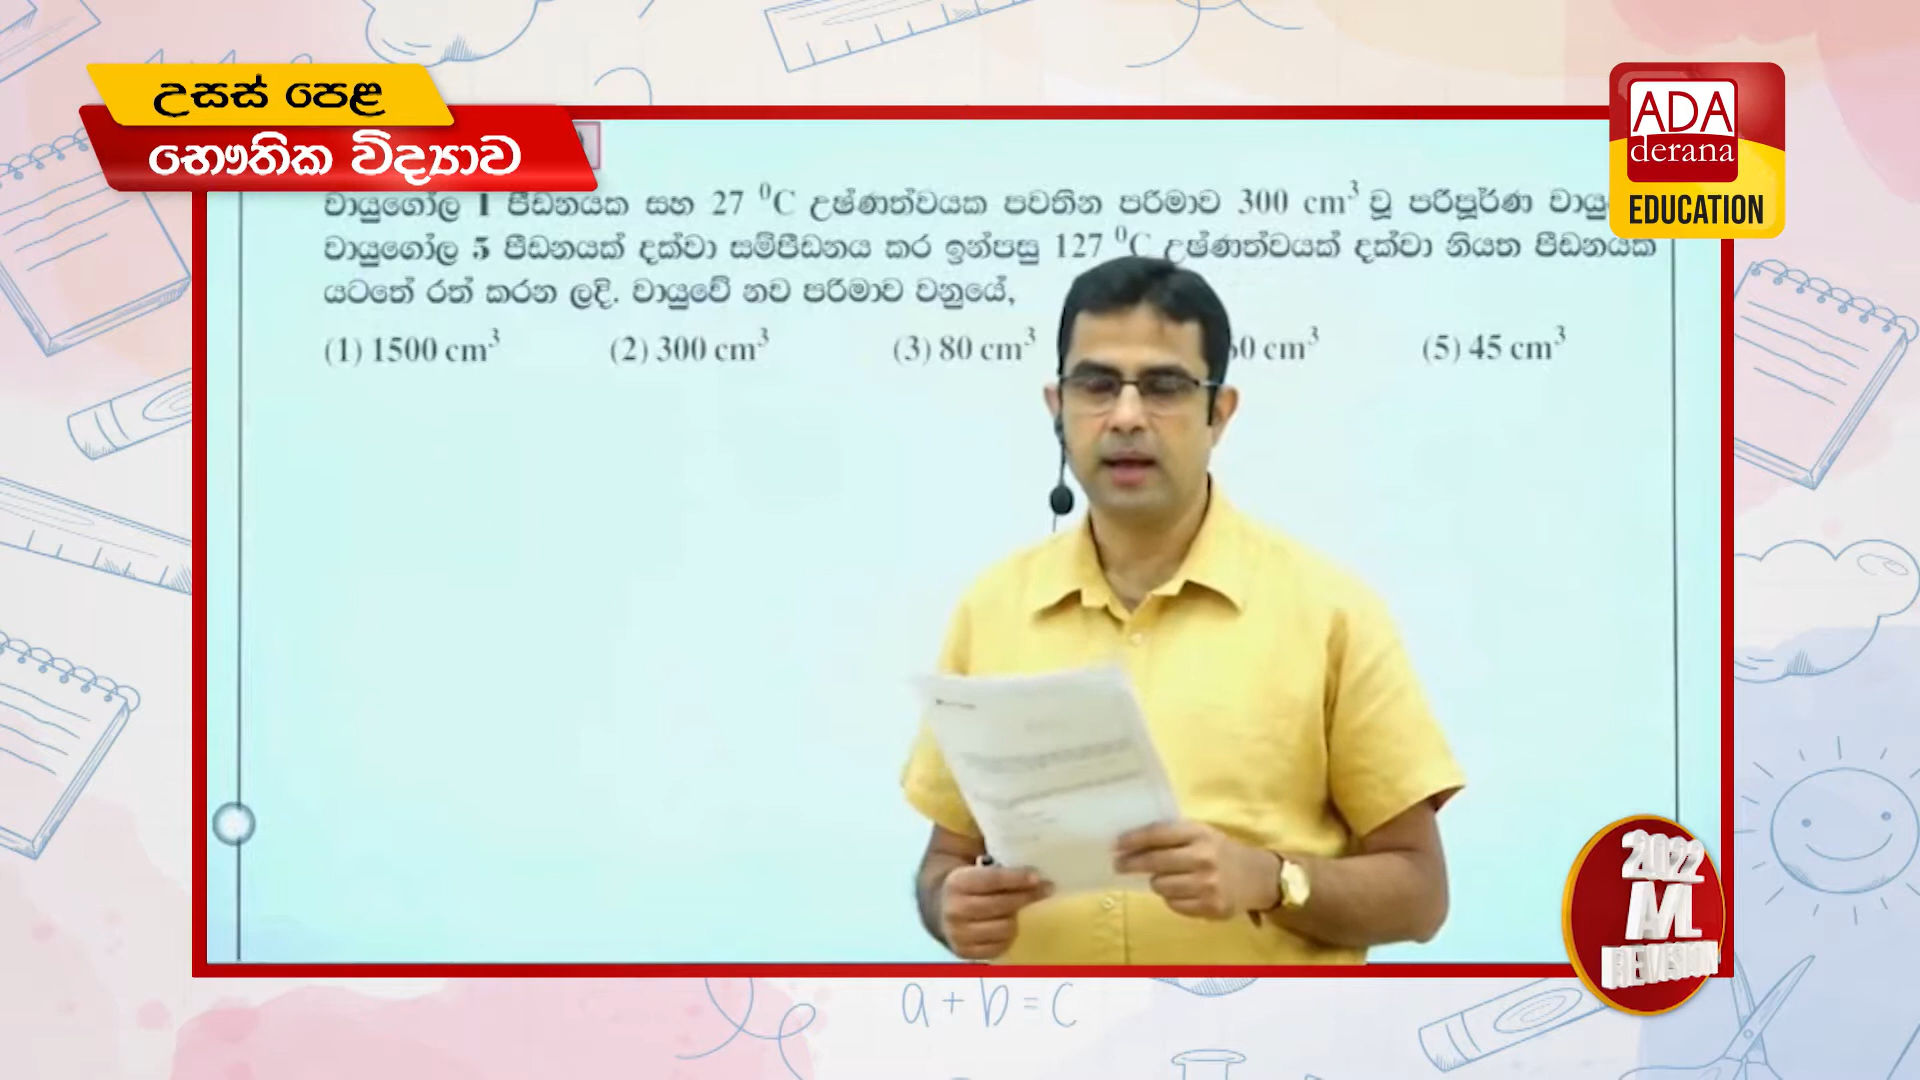 උසස් පෙළ
භෞතික විද්‍යාව
ADA
derana
EDUCATION
වායුගෝල 1 පීඩනයක සහ 27 ⁰C උෂ්ණත්වයක පවතින පරිමාව 300 cm³ වූ පරිපූර්ණ
වායුගෝල 5 පීඩනයක් දක්වා සම්පීඩනය කර ඉන්පසු 127 ⁰C උෂ්ණත්වයක් දක්වා නියත පීඩනයක්
යටතේ රත් කරන ලදි. වායුවේ නව පරිමාව වනුයේ,
(1) 1500 cm³ (2) 300 cm³ (3) 80 cm³ cm³ (5) 45 cm³
2022
A/L
REVISION
a + b = c